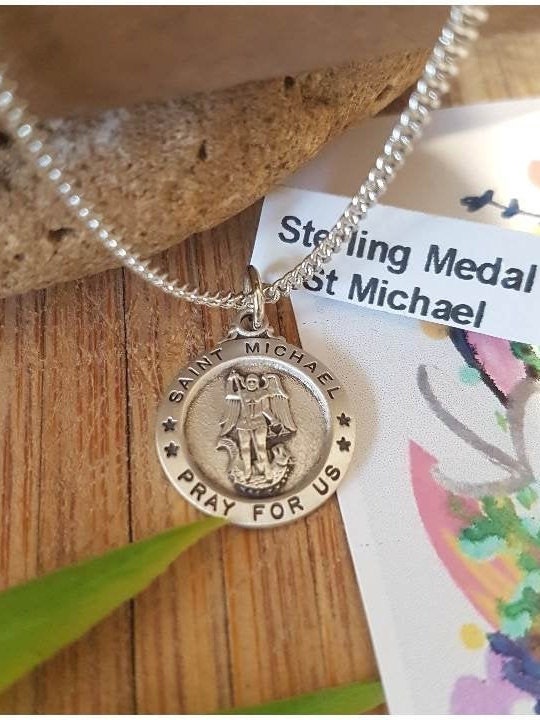 Sterling Medal
St Michael
SAINT MICHAEL
PRAY FOR US